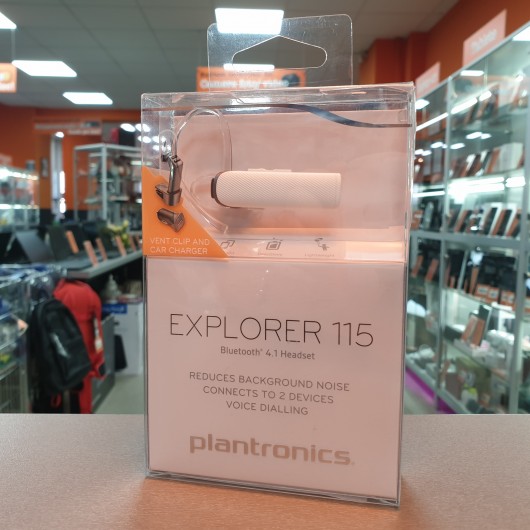 VENT CLIP AND
CAR CHARGER
EXPLORER 115
Bluetooth® 4.1 Headset
REDUCES BACKGROUND NOISE
CONNECTS TO 2 DEVICES
VOICE DIALLING
plantronics®